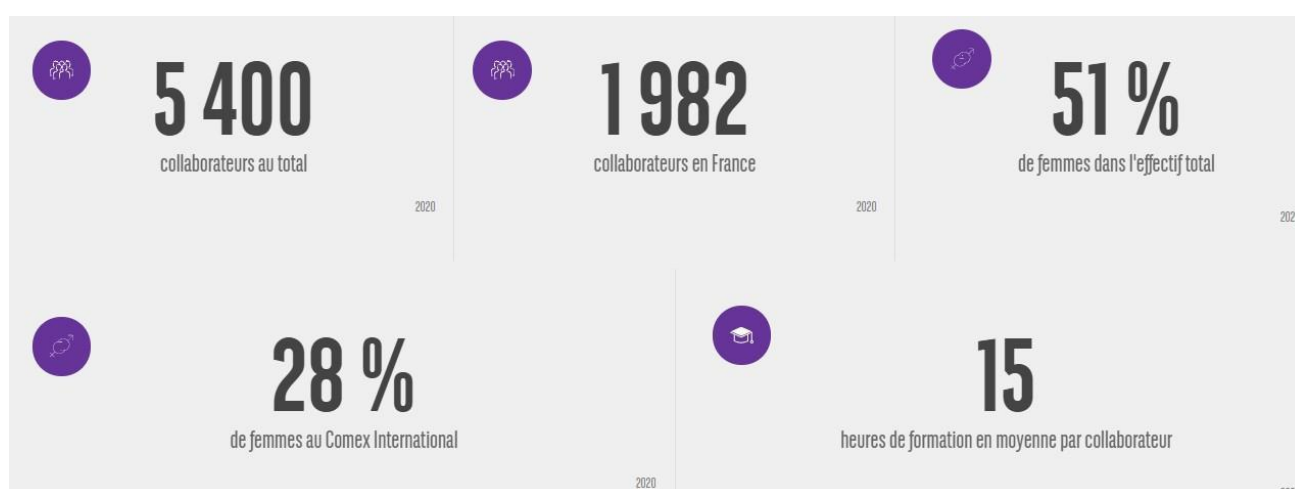 5 400
collaborateurs au total
2020
1 982
collaborateurs en France
2020
51 %
de femmes dans l'effectif total
202
28 %
de femmes au Comex International
2020
15
heures de formation en moyenne par collaborateur